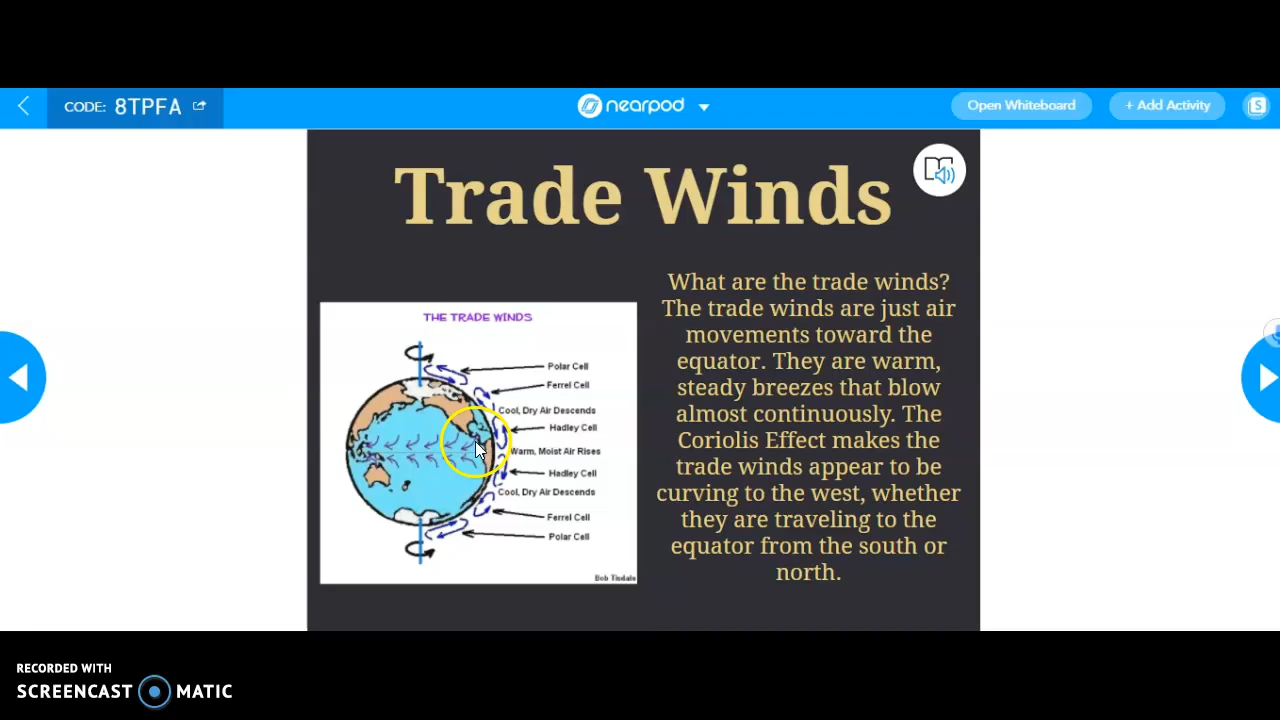 CODE: 8TPFA
nearpod
Open Whiteboard
+ Add Activity
S
Trade Winds
THE TRADE WINDS
Polar Cell
Ferrel Cell
Cool, Dry Air Descends
Hadley Cell
Warm, Moist Air Rises
Hadley Cell
Cool, Dry Air Descends
Ferrel Cell
Polar Cell
Bob Tisdale
What are the trade winds?
The trade winds are just air
movements toward the
equator. They are warm,
steady breezes that blow
almost continuously. The
Coriolis Effect makes the
trade winds appear to be
curving to the west, whether
they are traveling to the
equator from the south or
north.
RECORDED WITH
SCREENCAST MATIC